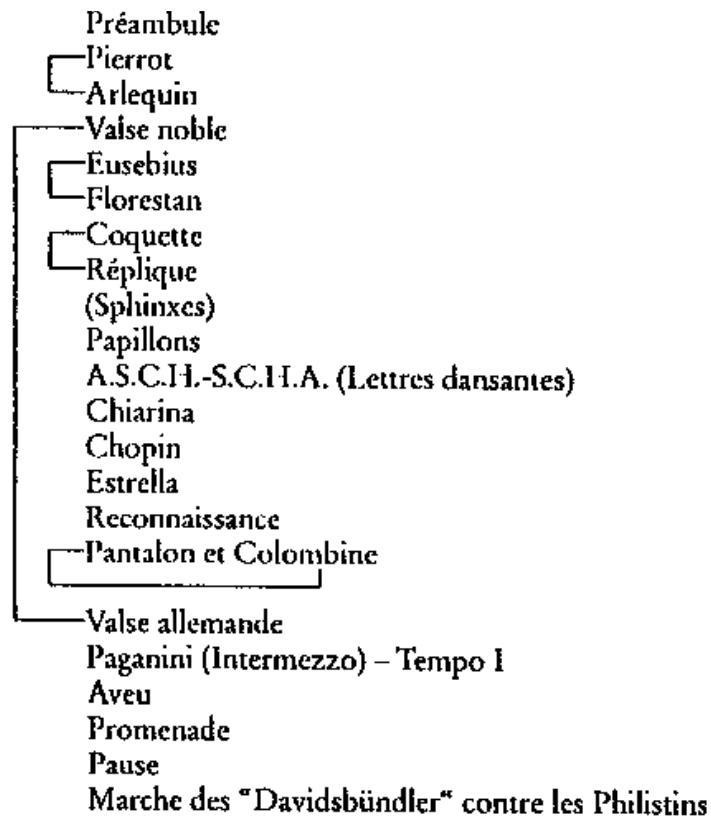 Préambule
Pierrot
Arlequin
Valse noble
Eusebius
Florestan
Coquette
Réplique
(Sphinxes)
Papillons
A.S.C.H.-S.C.H.A. (Lettres dansantes)
Chiarina
Chopin
Estrella
Reconnaissance
Pantalon et Colombine
Valse allemande
Paganini (Intermezzo) – Tempo I
Aveu
Promenade
Pause
Marche des "Davidsbündler" contre les Philistins